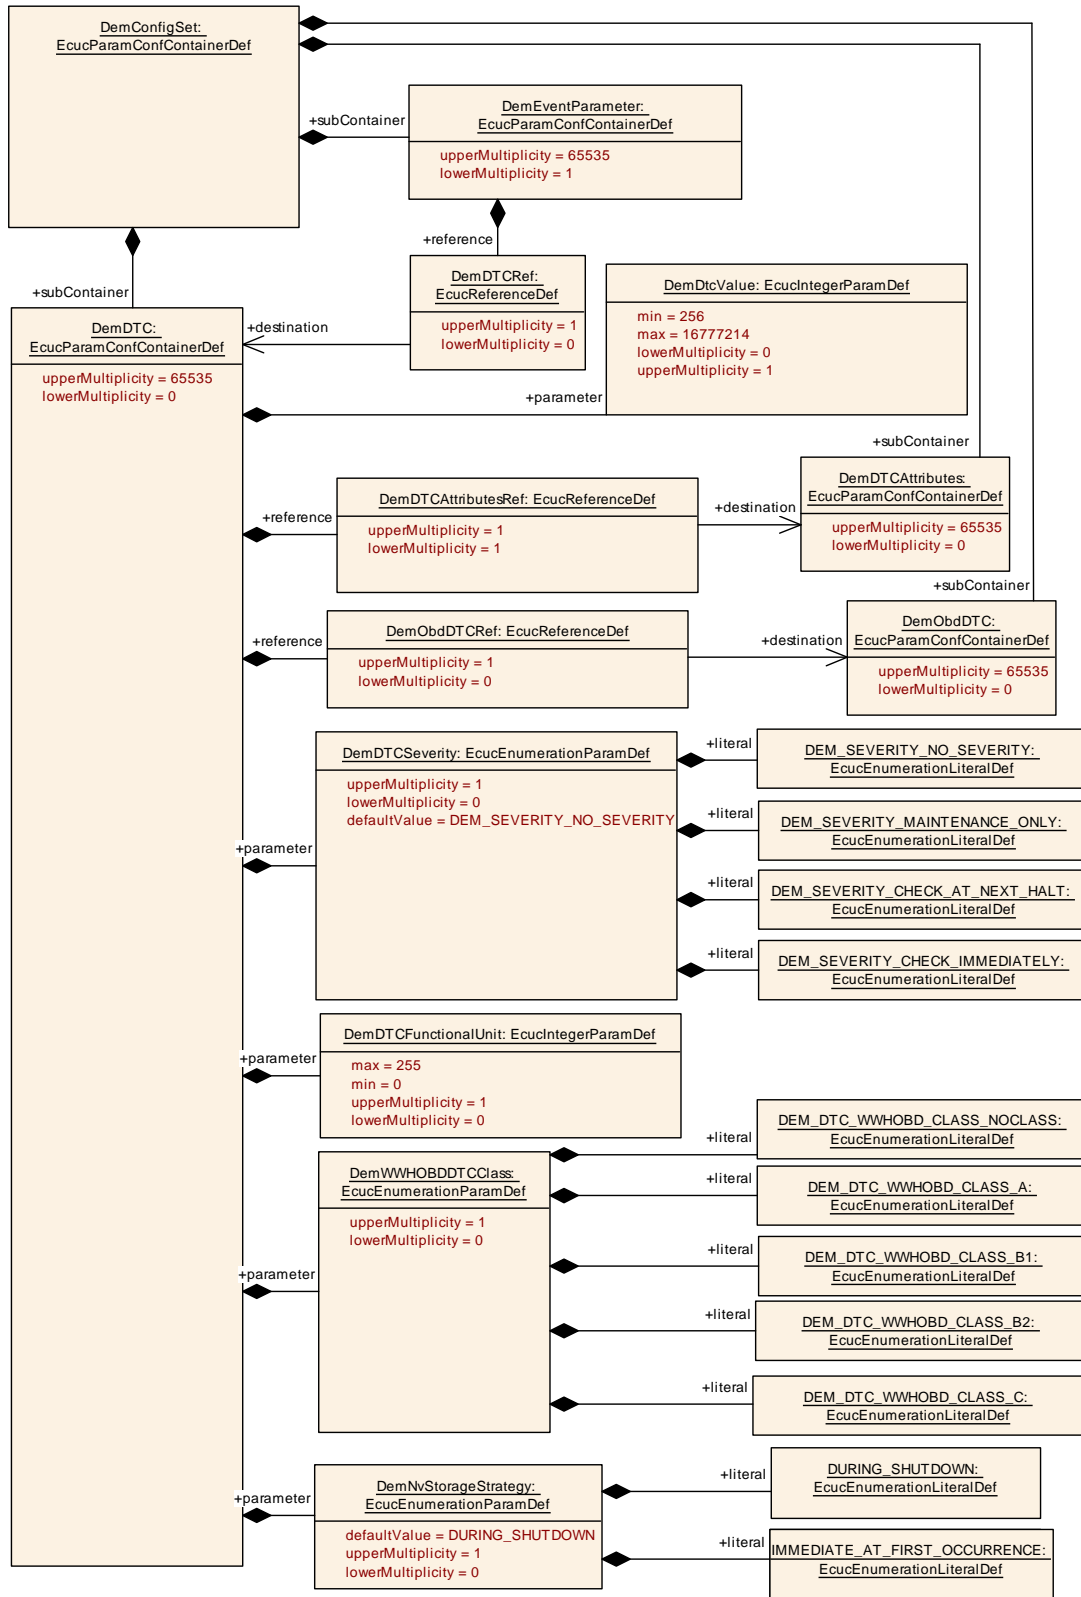 DemConfigSet:
EcucParamConfContainerDef
+subContainer
DemEventParameter:
EcucParamConfContainerDef
upperMultiplicity = 65535
lowerMultiplicity = 1
+reference
+subContainer
DemDTCRef:
EcucReferenceDef
upperMultiplicity = 1
lowerMultiplicity = 0
+destination
DemDtcValue: EcucIntegerParamDef
min = 256
max = 16777214
lowerMultiplicity = 0
upperMultiplicity = 1
DemDTC:
EcucParamConfContainerDef
upperMultiplicity = 65535
lowerMultiplicity = 0
+parameter
+subContainer
DemDTCAttributes:
EcucParamConfContainerDef
upperMultiplicity = 65535
lowerMultiplicity = 0
+reference
DemDTCAttributesRef: EcucReferenceDef
upperMultiplicity = 1
lowerMultiplicity = 1
+destination
+subContainer
+reference
DemObdDTCRef: EcucReferenceDef
upperMultiplicity = 1
lowerMultiplicity = 0
+destination
DemObdDTC:
EcucParamConfContainerDef
upperMultiplicity = 65535
lowerMultiplicity = 0
+parameter
DemDTCSeverity: EcucEnumerationParamDef
upperMultiplicity = 1
lowerMultiplicity = 0
defaultValue = DEM_SEVERITY_NO_SEVERITY
+literal
DEM_SEVERITY_NO_SEVERITY:
EcucEnumerationLiteralDef
+literal
DEM_SEVERITY_MAINTENANCE_ONLY:
EcucEnumerationLiteralDef
+literal
DEM_SEVERITY_CHECK_AT_NEXT_HALT:
EcucEnumerationLiteralDef
+literal
DEM_SEVERITY_CHECK_IMMEDIATELY:
EcucEnumerationLiteralDef
+parameter
DemDTCFunctionalUnit: EcucIntegerParamDef
max = 255
min = 0
upperMultiplicity = 1
lowerMultiplicity = 0
+parameter
DemWWHOBDDTCClass:
EcucEnumerationParamDef
upperMultiplicity = 1
lowerMultiplicity = 0
+literal
DEM_DTC_WWHOBD_CLASS_NOCLASS:
EcucEnumerationLiteralDef
+literal
DEM_DTC_WWHOBD_CLASS_A:
EcucEnumerationLiteralDef
+literal
DEM_DTC_WWHOBD_CLASS_B1:
EcucEnumerationLiteralDef
+literal
DEM_DTC_WWHOBD_CLASS_B2:
EcucEnumerationLiteralDef
+literal
DEM_DTC_WWHOBD_CLASS_C:
EcucEnumerationLiteralDef
+parameter
DemNvStorageStrategy:
EcucEnumerationParamDef
defaultValue = DURING_SHUTDOWN
upperMultiplicity = 1
lowerMultiplicity = 0
+literal
DURING_SHUTDOWN:
EcucEnumerationLiteralDef
+literal
IMMEDIATE_AT_FIRST_OCCURRENCE:
EcucEnumerationLiteralDef